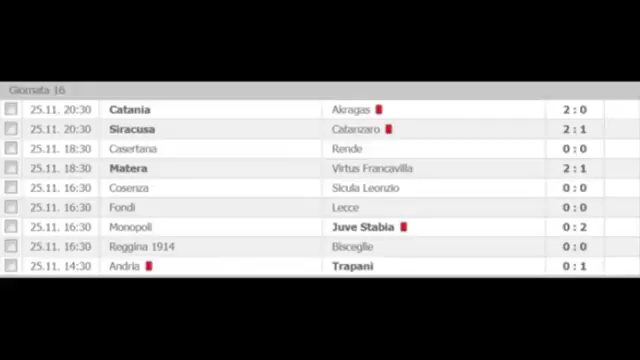 Giornata 16
25.11. 20:30 Catania Akragas 2 : 0
25.11. 20:30 Siracusa Catanzaro 2 : 1
25.11. 18:30 Casertana Rende 0 : 0
25.11. 18:30 Matera Virtus Francavilla 2 : 1
25.11. 16:30 Cosenza Sicula Leonzio 0 : 0
25.11. 16:30 Fondi Lecce 0 : 0
25.11. 16:30 Monopoli Juve Stabia 0 : 2
25.11. 16:30 Reggina 1914 Bisceglie 0 : 0
25.11. 14:30 Andria Trapani 0 : 1